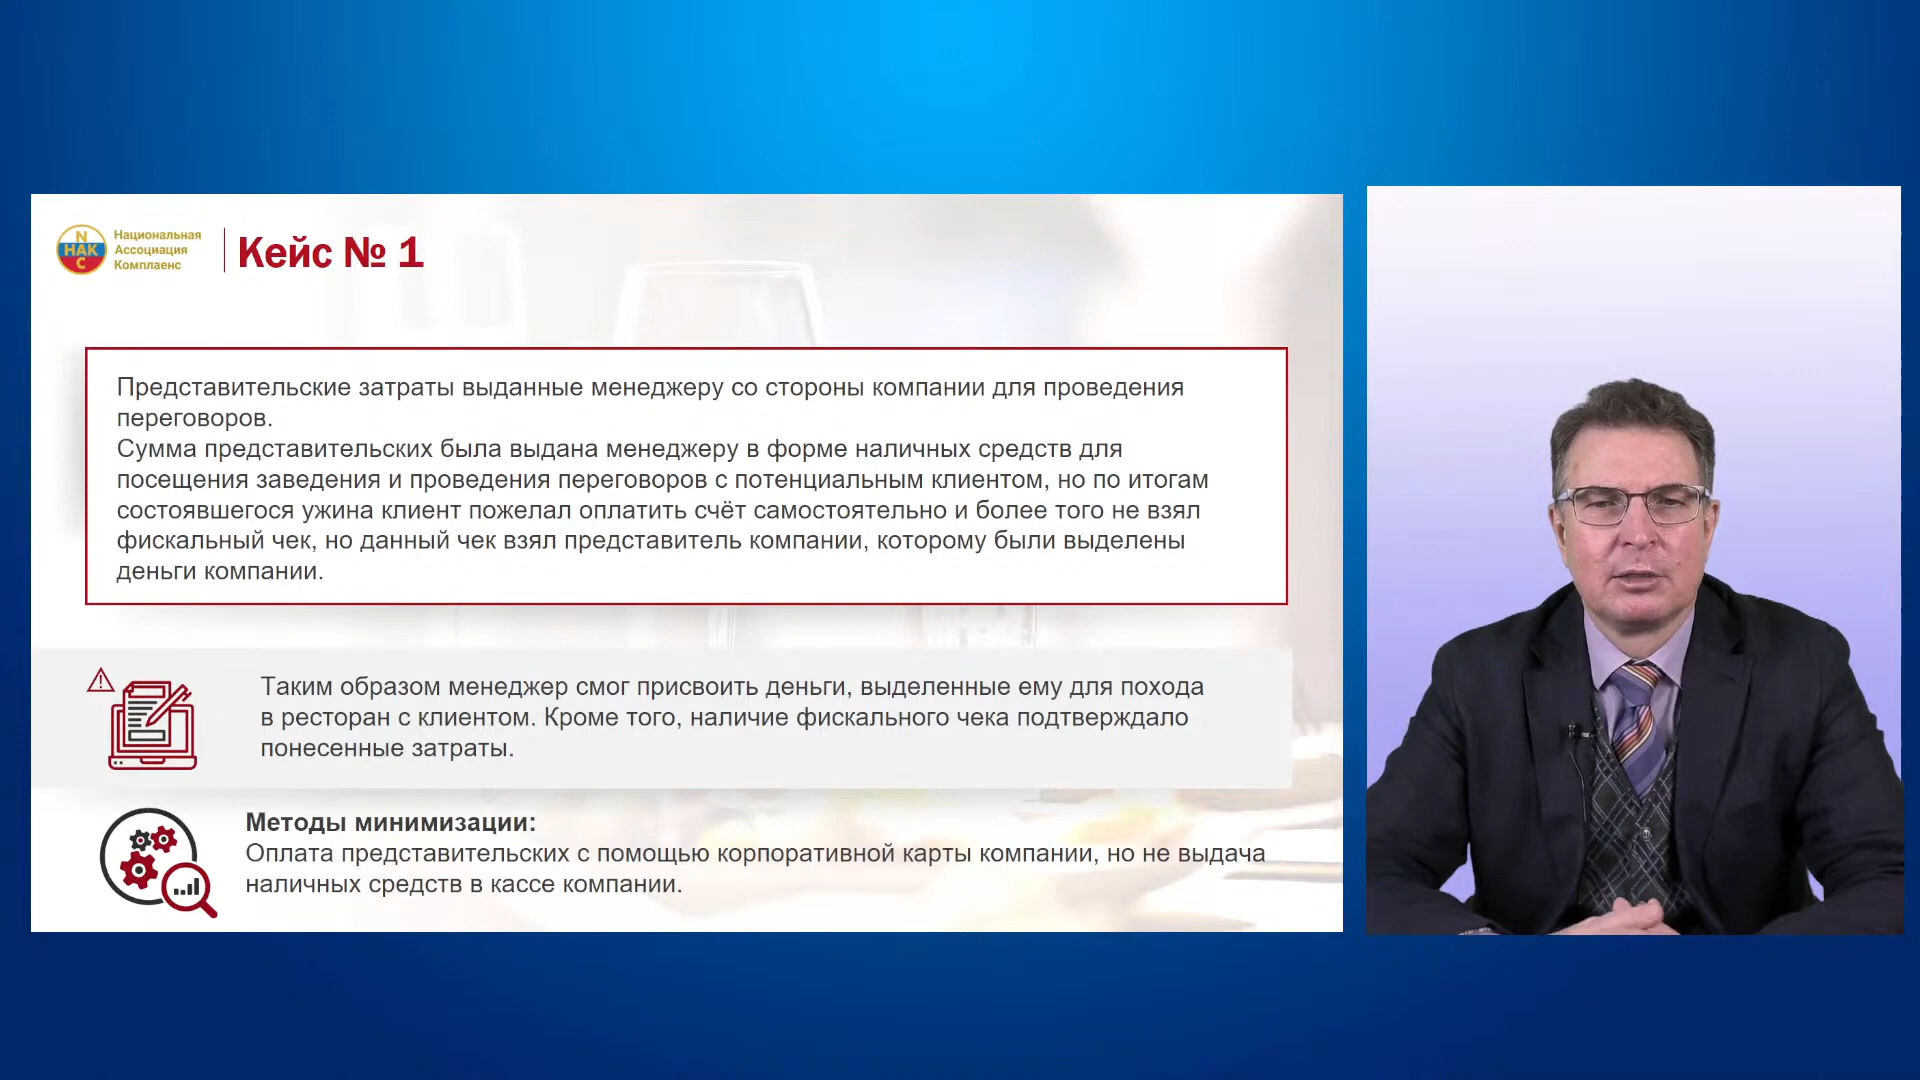 N
НАК
C
Национальная
Ассоциация
Комплаенс
Кейс № 1
Представительские затраты выданные менеджеру со стороны компании для проведения
переговоров.
Сумма представительских была выдана менеджеру в форме наличных средств для
посещения заведения и проведения переговоров с потенциальным клиентом, но по итогам
состоявшегося ужина клиент пожелал оплатить счёт самостоятельно и более того не взял
фискальный чек, но данный чек взял представитель компании, которому были выделены
деньги компании.
Таким образом менеджер смог присвоить деньги, выделенные ему для похода
в ресторан с клиентом. Кроме того, наличие фискального чека подтверждало
понесенные затраты.
Методы минимизации:
Оплата представительских с помощью корпоративной карты компании, но не выдача
наличных средств в кассе компании.